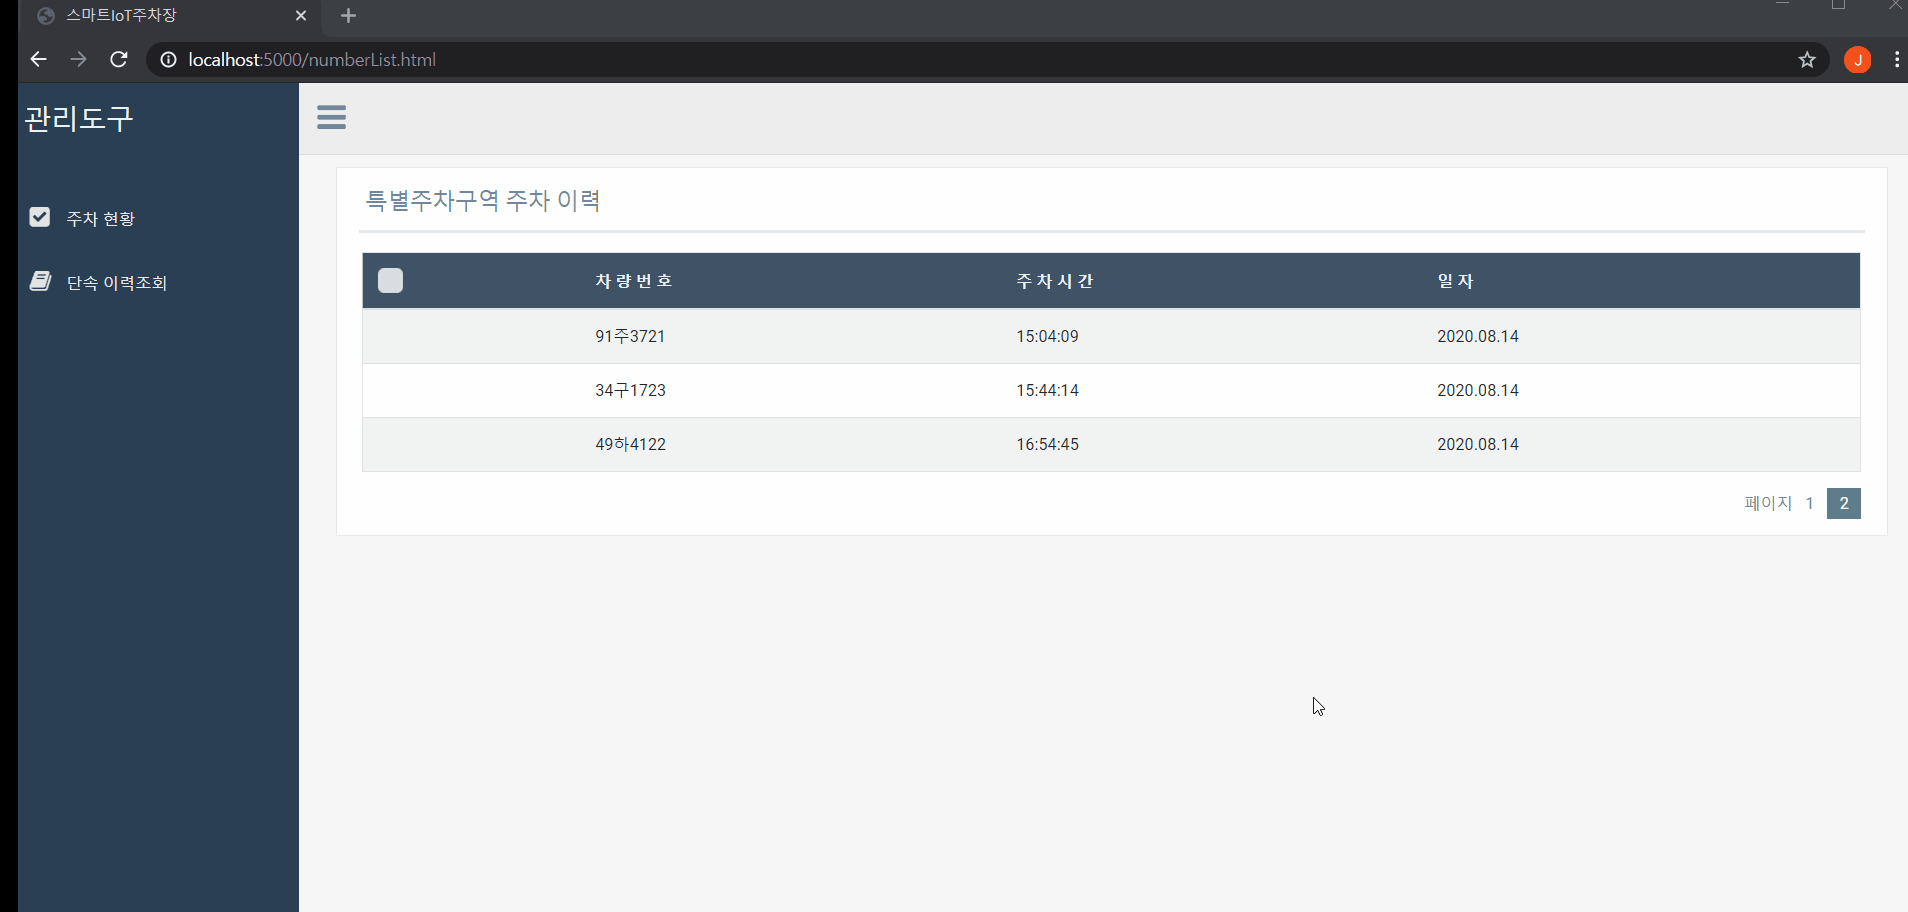 스마트IoT주차장
localhost:5000/numberList.html
J
관리도구
주차 현황
단속 이력조회
특별주차구역 주차 이력
차량번호 주차시간 일자
91주3721 15:04:09 2020.08.14
34구1723 15:44:14 2020.08.14
49하4122 16:54:45 2020.08.14
페이지 1 2